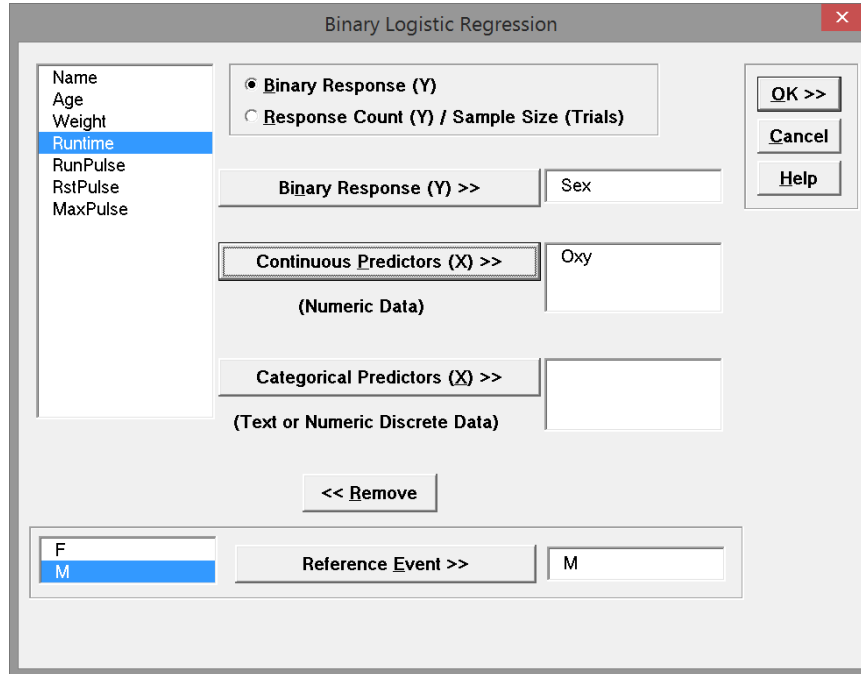 Binary Logistic Regression
Name
Age
Weight
Runtime
RunPulse
RstPulse
MaxPulse
Binary Response (Y)
Response Count (Y) / Sample Size (Trials)
OK >>
Cancel
Help
Binary Response (Y) >>
Sex
Continuous Predictors (X) >>
Oxy
(Numeric Data)
Categorical Predictors (X) >>
(Text or Numeric Discrete Data)
<< Remove
F
M
Reference Event >>
M